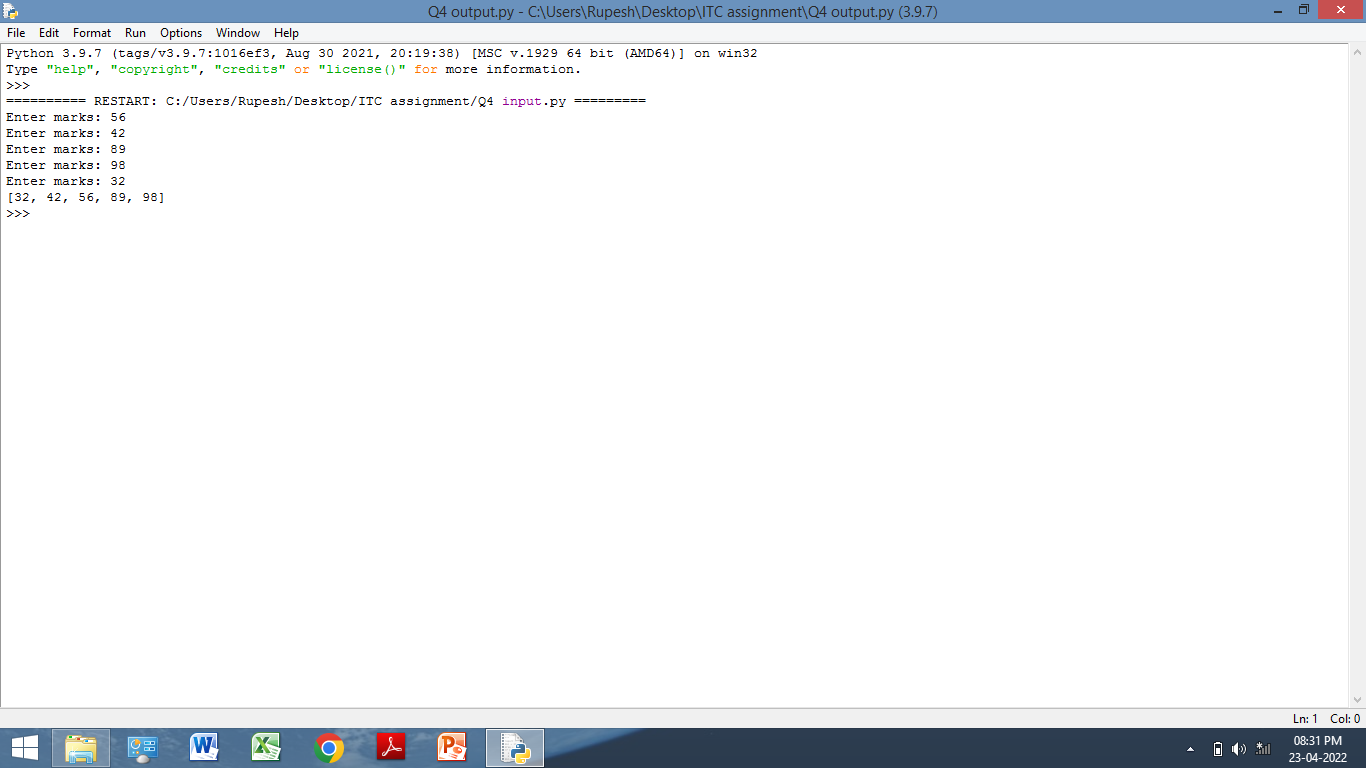 Q4 output.py - C:\Users\Rupesh\Desktop\ITC assignment\Q4 output.py (3.9.7)
File Edit Format Run Options Window Help
Python 3.9.7 (tags/v3.9.7:1016ef3, Aug 30 2021, 20:19:38) [MSC v.1929 64 bit (AMD64)] on win32
Type "help", "copyright", "credits" or "license()" for more information.
>>>
========== RESTART: C:/Users/Rupesh/Desktop/ITC assignment/Q4 input.py =========
Enter marks: 56
Enter marks: 42
Enter marks: 89
Enter marks: 98
Enter marks: 32
[32, 42, 56, 89, 98]
>>>
Ln: 1 Col: 0
08:31 PM
23-04-2022